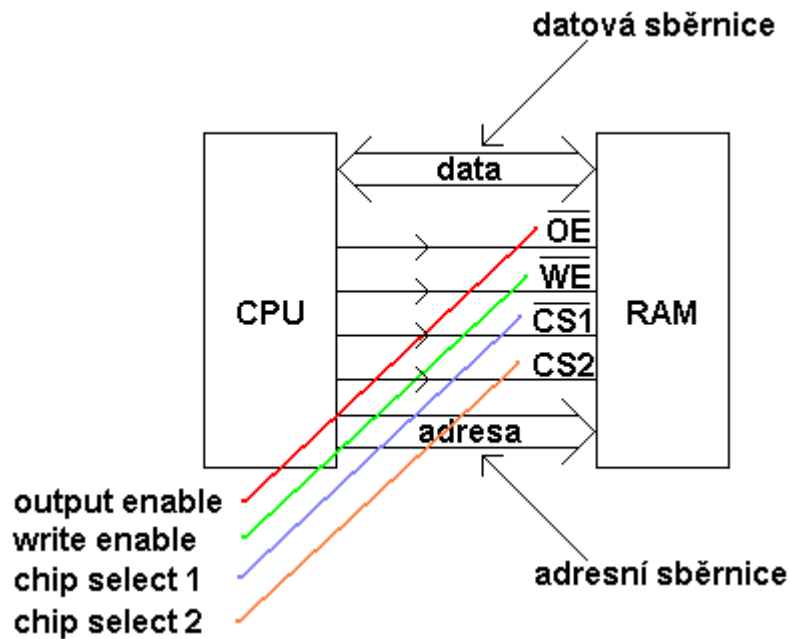 datová sběrnice
data
OE
WE
CPU
CS1
RAM
CS2
adresa
output enable
write enable
chip select 1
chip select 2
adresní sběrnice